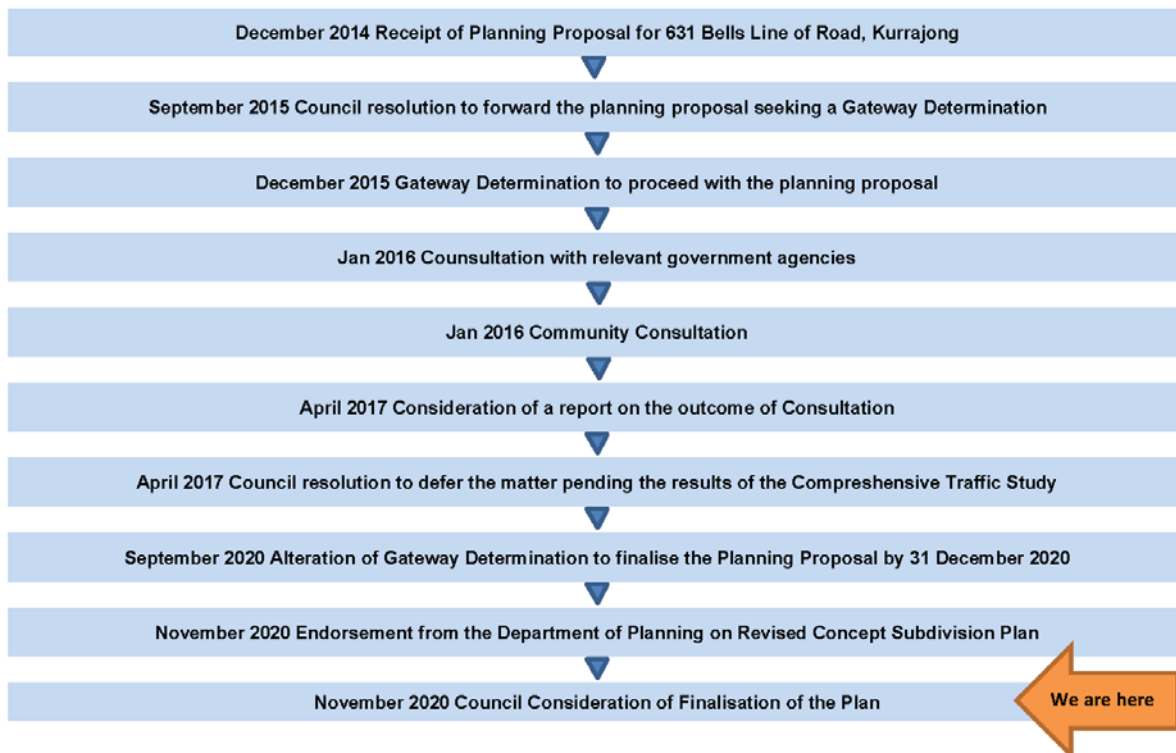 December 2014 Receipt of Planning Proposal for 631 Bells Line of Road, Kurrajong
September 2015 Council resolution to forward the planning proposal seeking a Gateway Determination
December 2015 Gateway Determination to proceed with the planning proposal
Jan 2016 Counsultation with relevant government agencies
Jan 2016 Community Consultation
April 2017 Consideration of a report on the outcome of Consultation
April 2017 Council resolution to defer the matter pending the results of the Compreshensive Traffic Study
September 2020 Alteration of Gateway Determination to finalise the Planning Proposal by 31 December 2020
November 2020 Endorsement from the Department of Planning on Revised Concept Subdivision Plan
November 2020 Council Consideration of Finalisation of the Plan
We are here